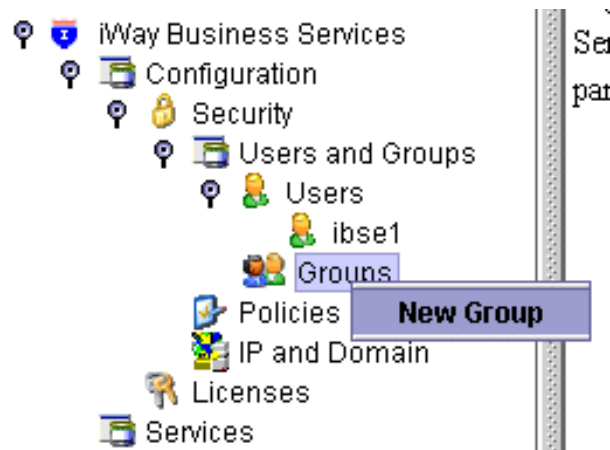 iWay Business Services
Configuration
Security
Users and Groups
Users
ibse1
Groups
New Group
Policies
IP and Domain
Licenses
Services